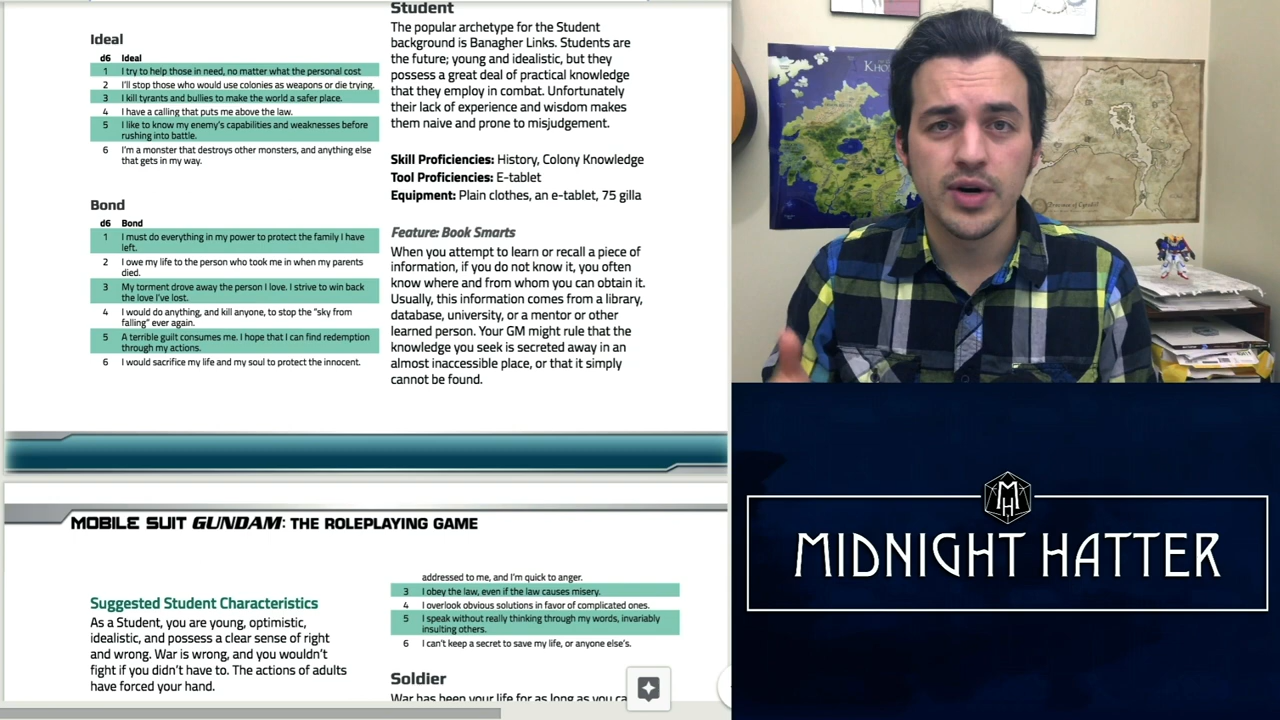 Ideal
d6 Ideal
1 I try to help those in need, no matter what the personal cost
2 I'll stop those who would use colonies as weapons or die trying.
3 I kill tyrants and bullies to make the world a safer place.
4 I have a calling that puts me above the law.
5 I like to know my enemy's capabilities and weaknesses before
rushing into battle.
6 I'm a monster that destroys other monsters, and anything else
that gets in my way.
Bond
d6 Bond
1 I must do everything in my power to protect the family I have
left.
2 I owe my life to the person who took me in when my parents
died.
3 My torment drove away the person I love. I strive to win back
the love I've lost.
4 I would do anything, and kill anyone, to stop the "sky from
falling" ever again.
5 A terrible guilt consumes me. I hope that I can find redemption
through my actions.
6 I would sacrifice my life and my soul to protect the innocent.
Student
The popular archetype for the Student
background is Banagher Links. Students are
the future; young and idealistic, but they
possess a great deal of practical knowledge
that they employ in combat. Unfortunately
their lack of experience and wisdom makes
them naive and prone to misjudgement.
Skill Proficiencies: History, Colony Knowledge
Tool Proficiencies: E-tablet
Equipment: Plain clothes, an e-tablet, 75 gilla
Feature: Book Smarts
When you attempt to learn or recall a piece of
information, if you do not know it, you often
know where and from whom you can obtain it.
Usually, this information comes from a library,
database, university, or a mentor or other
learned person. Your GM might rule that the
knowledge you seek is secreted away in an
almost inaccessible place, or that it simply
cannot be found.
MOBILE SUIT GUNDAM: THE ROLEPLAYING GAME
Suggested Student Characteristics
As a Student, you are young, optimistic,
idealistic, and possess a clear sense of right
and wrong. War is wrong, and you wouldn't
fight if you didn't have to. The actions of adults
have forced your hand.
addressed to me, and I'm quick to anger.
3 I obey the law, even if the law causes misery.
4 I overlook obvious solutions in favor of complicated ones.
5 I speak without really thinking through my words, invariably
insulting others.
6 I can't keep a secret to save my life, or anyone else's.
Soldier
War has been your life for as long as you ca
MH
MIDNIGHT HATTER